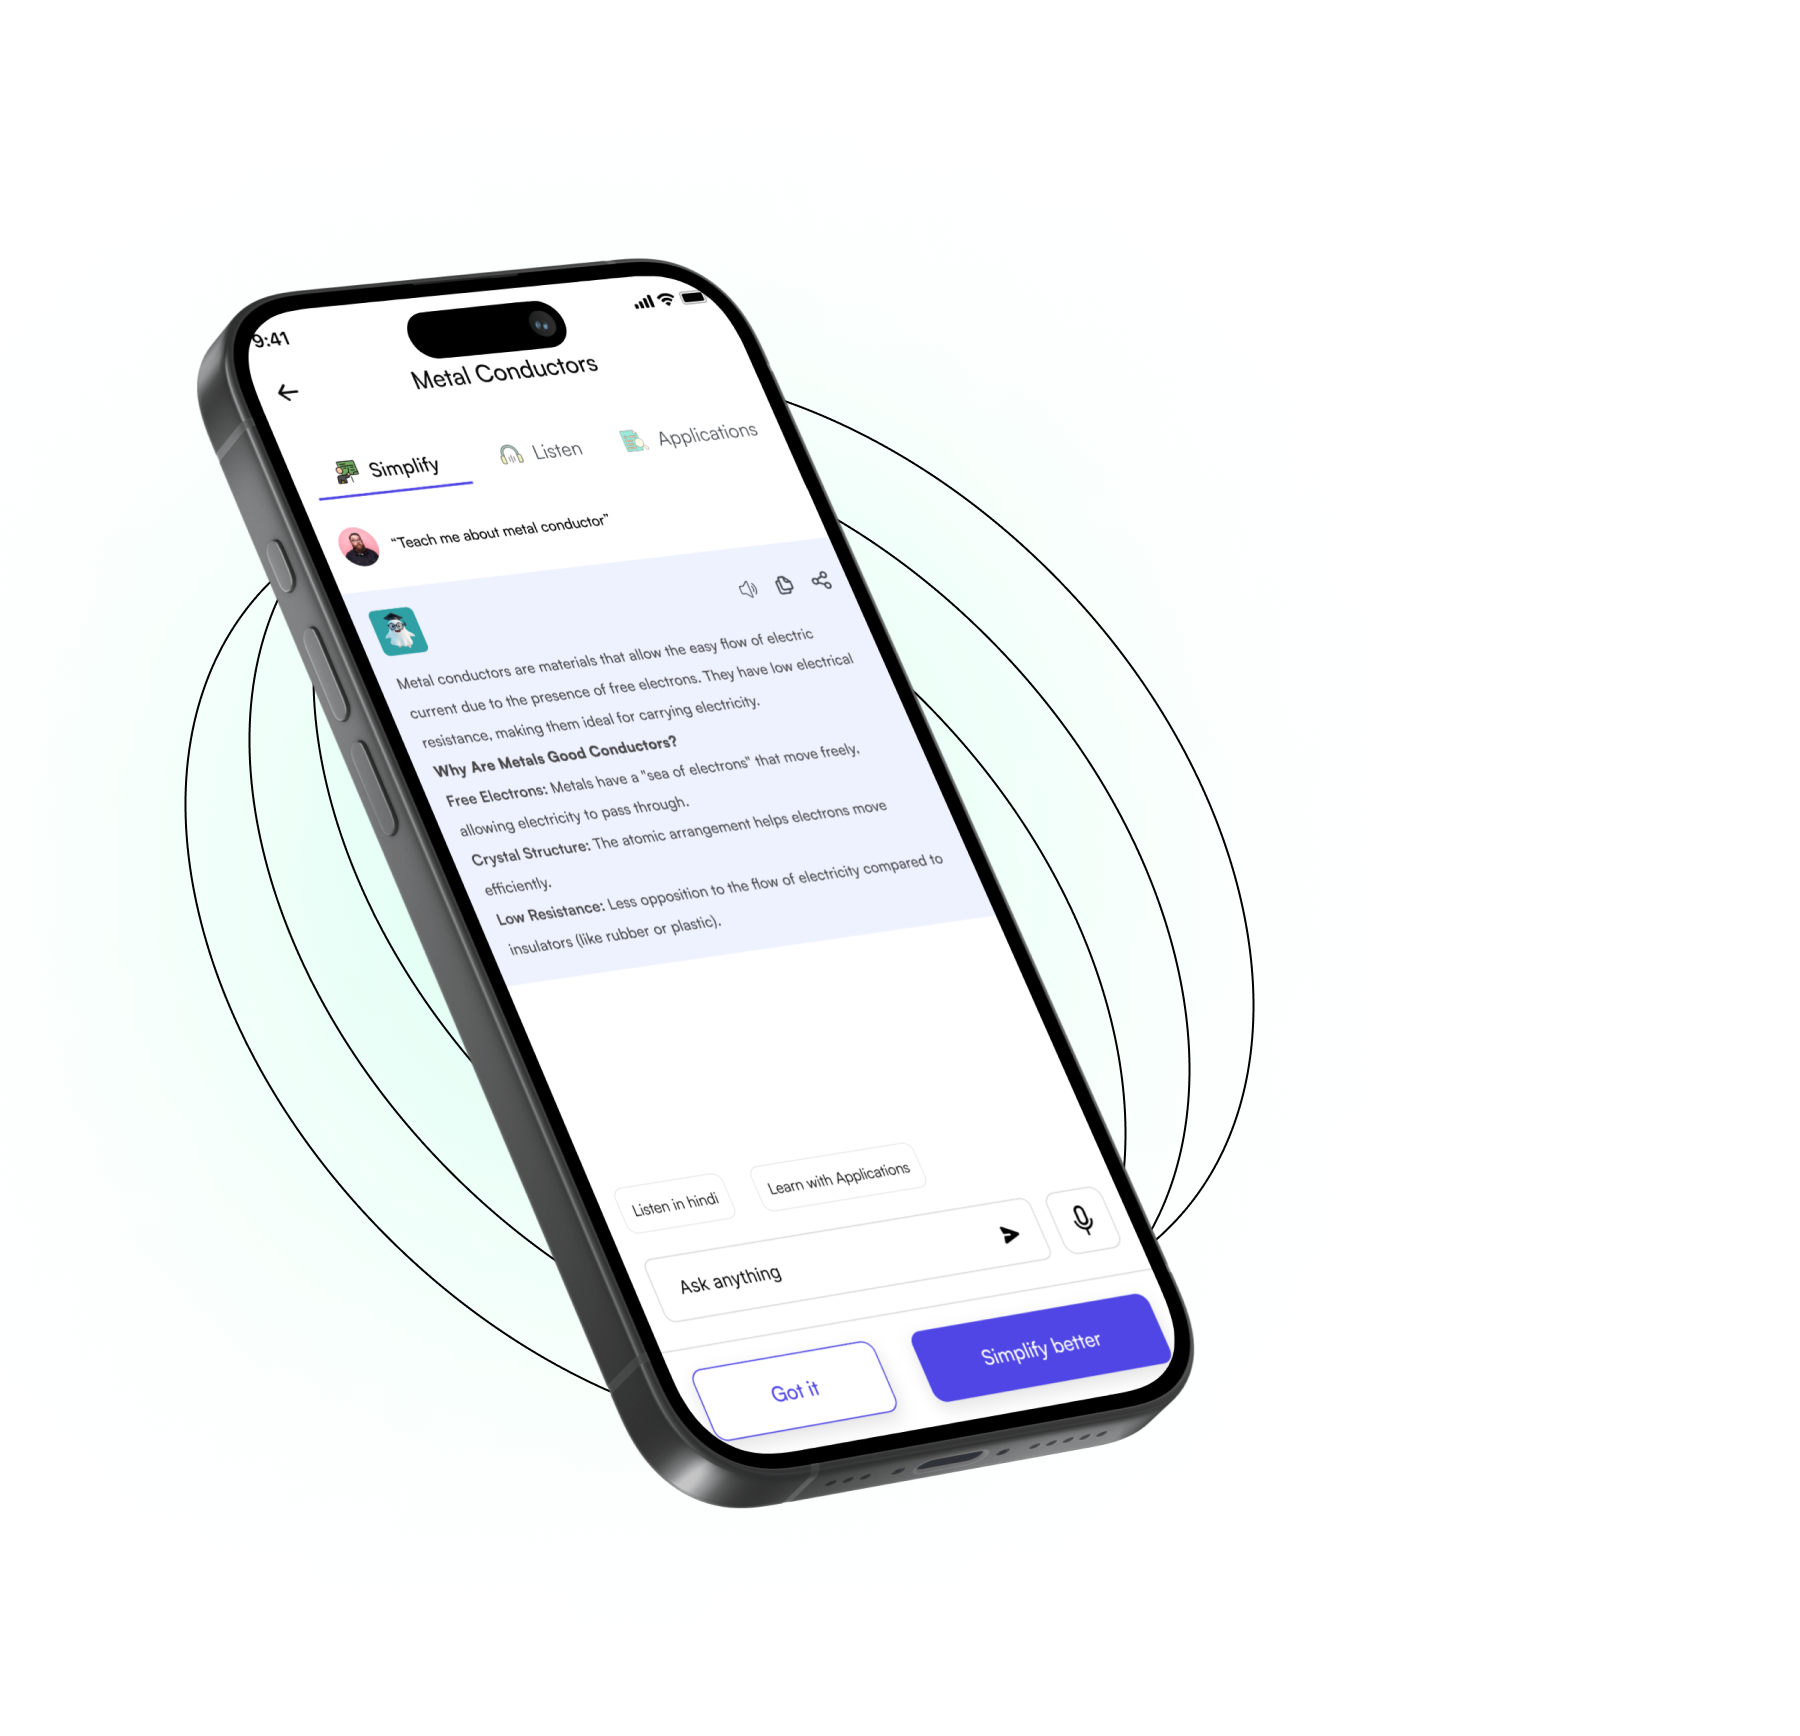 9:41
Metal Conductors
Simplify
Listen
Applications
“Teach me about metal conductor”
Metal conductors are materials that allow the easy flow of electric
current due to the presence of free electrons. They have low electrical
resistance, making them ideal for carrying electricity.
Why Are Metals Good Conductors?
Free Electrons: Metals have a "sea of electrons" that move freely,
allowing electricity to pass through.
Crystal Structure: The atomic arrangement helps electrons move
efficiently.
Low Resistance: Less opposition to the flow of electricity compared to
insulators (like rubber or plastic).
Listen in hindi
Learn with Applications
Ask anything
Got it
Simplify better